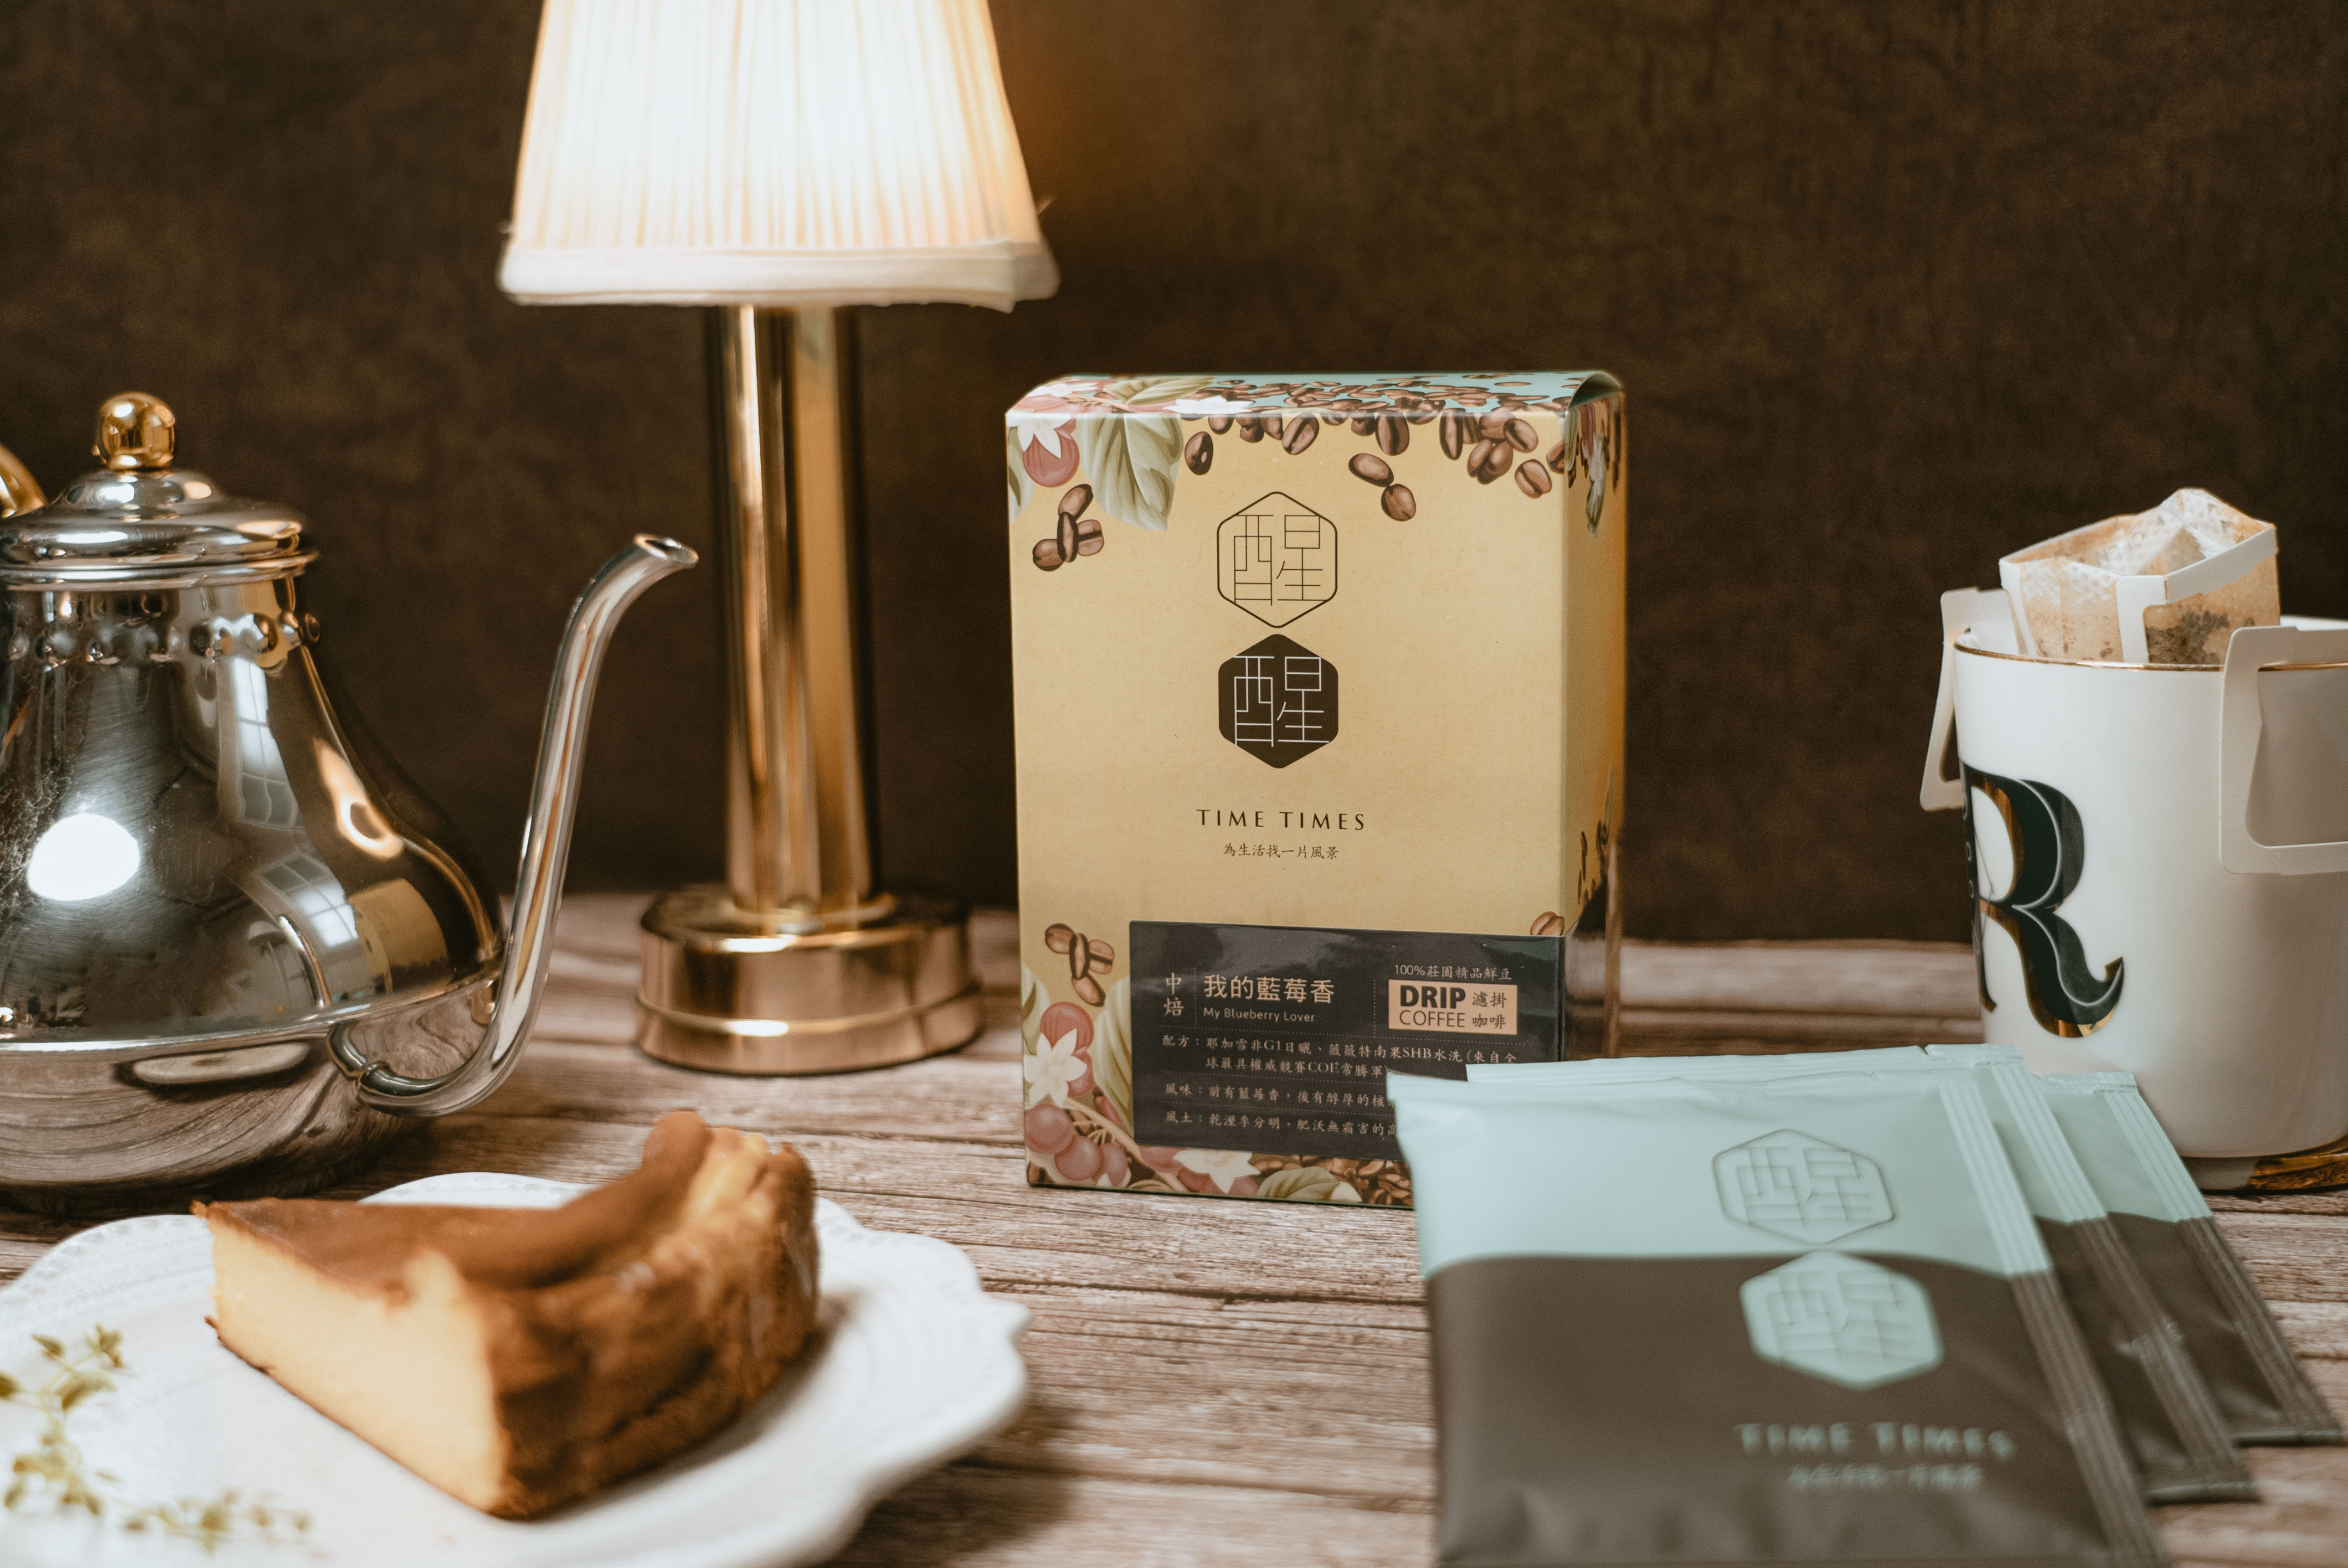 醒
醒
TIME TIMES
為生活找一片風景
中焙
我的藍莓香
My Blueberry Lover
100%莊園精品鮮豆
DRIP 濾掛
COFFEE 咖啡
配方：耶加雪非G1日曬、薇薇特南果SHB水洗(來自全
球最具權威競賽COE常勝軍
風味：前有藍莓香，後有醇厚的核
風土：乾溼季分明、肥沃無霜害的高
R
醒
醒
TIME TIMES